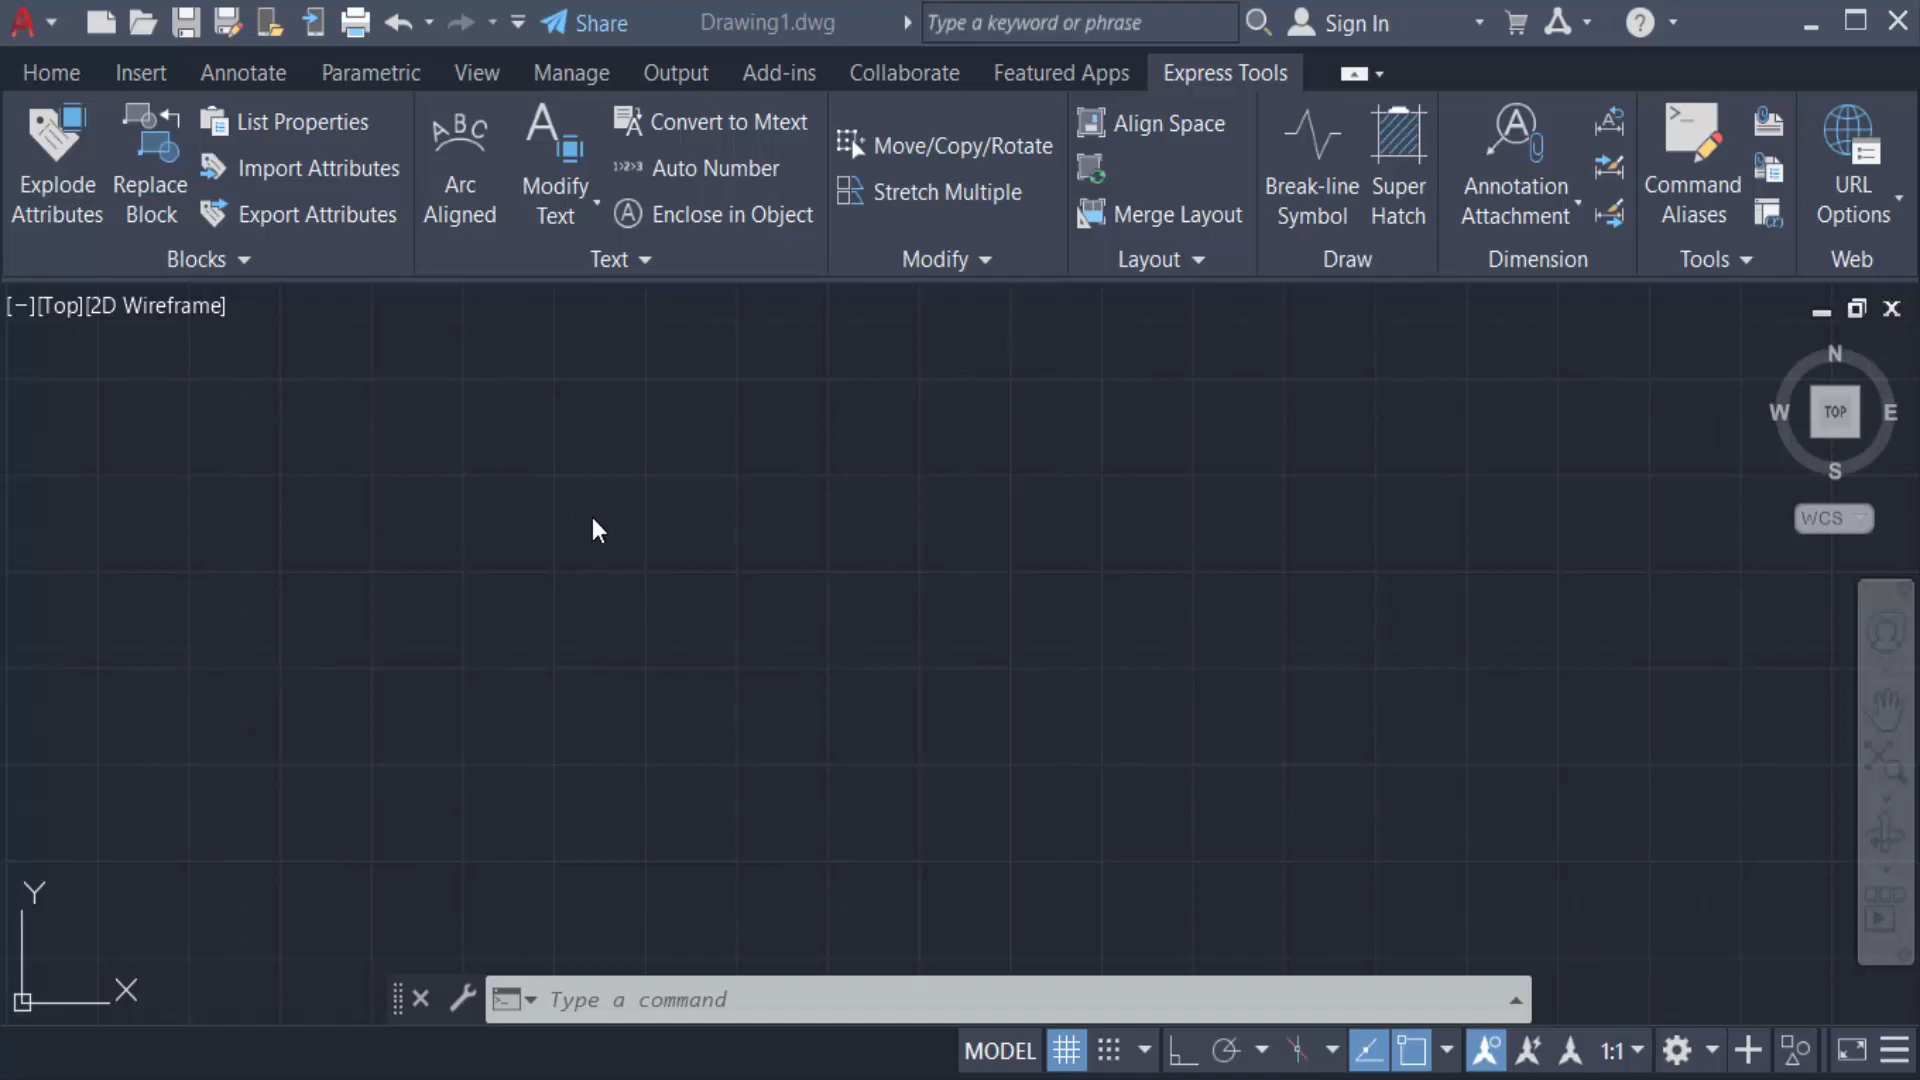 Share
Drawing1.dwg
Type a keyword or phrase
Sign In
Home
Insert
Annotate
Parametric
View
Manage
Output
Add-ins
Collaborate
Featured Apps
Express Tools
Explode
Attributes
Replace
Block
List Properties
Import Attributes
Export Attributes
Blocks
ABC
Arc
Aligned
A
Modify
Text
Convert to Mtext
1>2>3
Auto Number
A
Enclose in Object
Text
Move/Copy/Rotate
Stretch Multiple
Modify
Align Space
Merge Layout
Layout
Break-line
Symbol
Super
Hatch
Draw
A
Annotation
Attachment
Dimension
Command
Aliases
Tools
URL
Options
Web
[−][Top][2D Wireframe]
N
W
TOP
E
S
WCS
Y
X
Type a command
MODEL
1:1